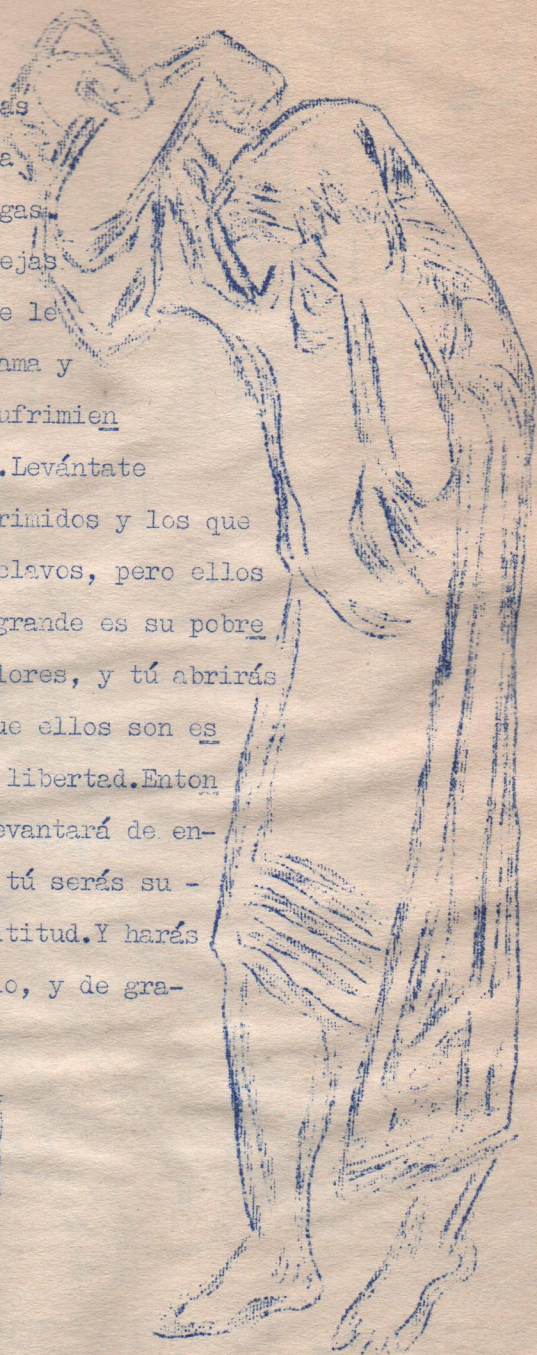 as
a
gas
ejas
e le
ama y
ufrimien
.Levántate
rimidos y los que
clavos, pero ellos
grande es su pobre
lores, y tú abrirás
ue ellos son es
libertad.Enton
evantará de en-
tú serás su -
titud.Y harás
o, y de gra-